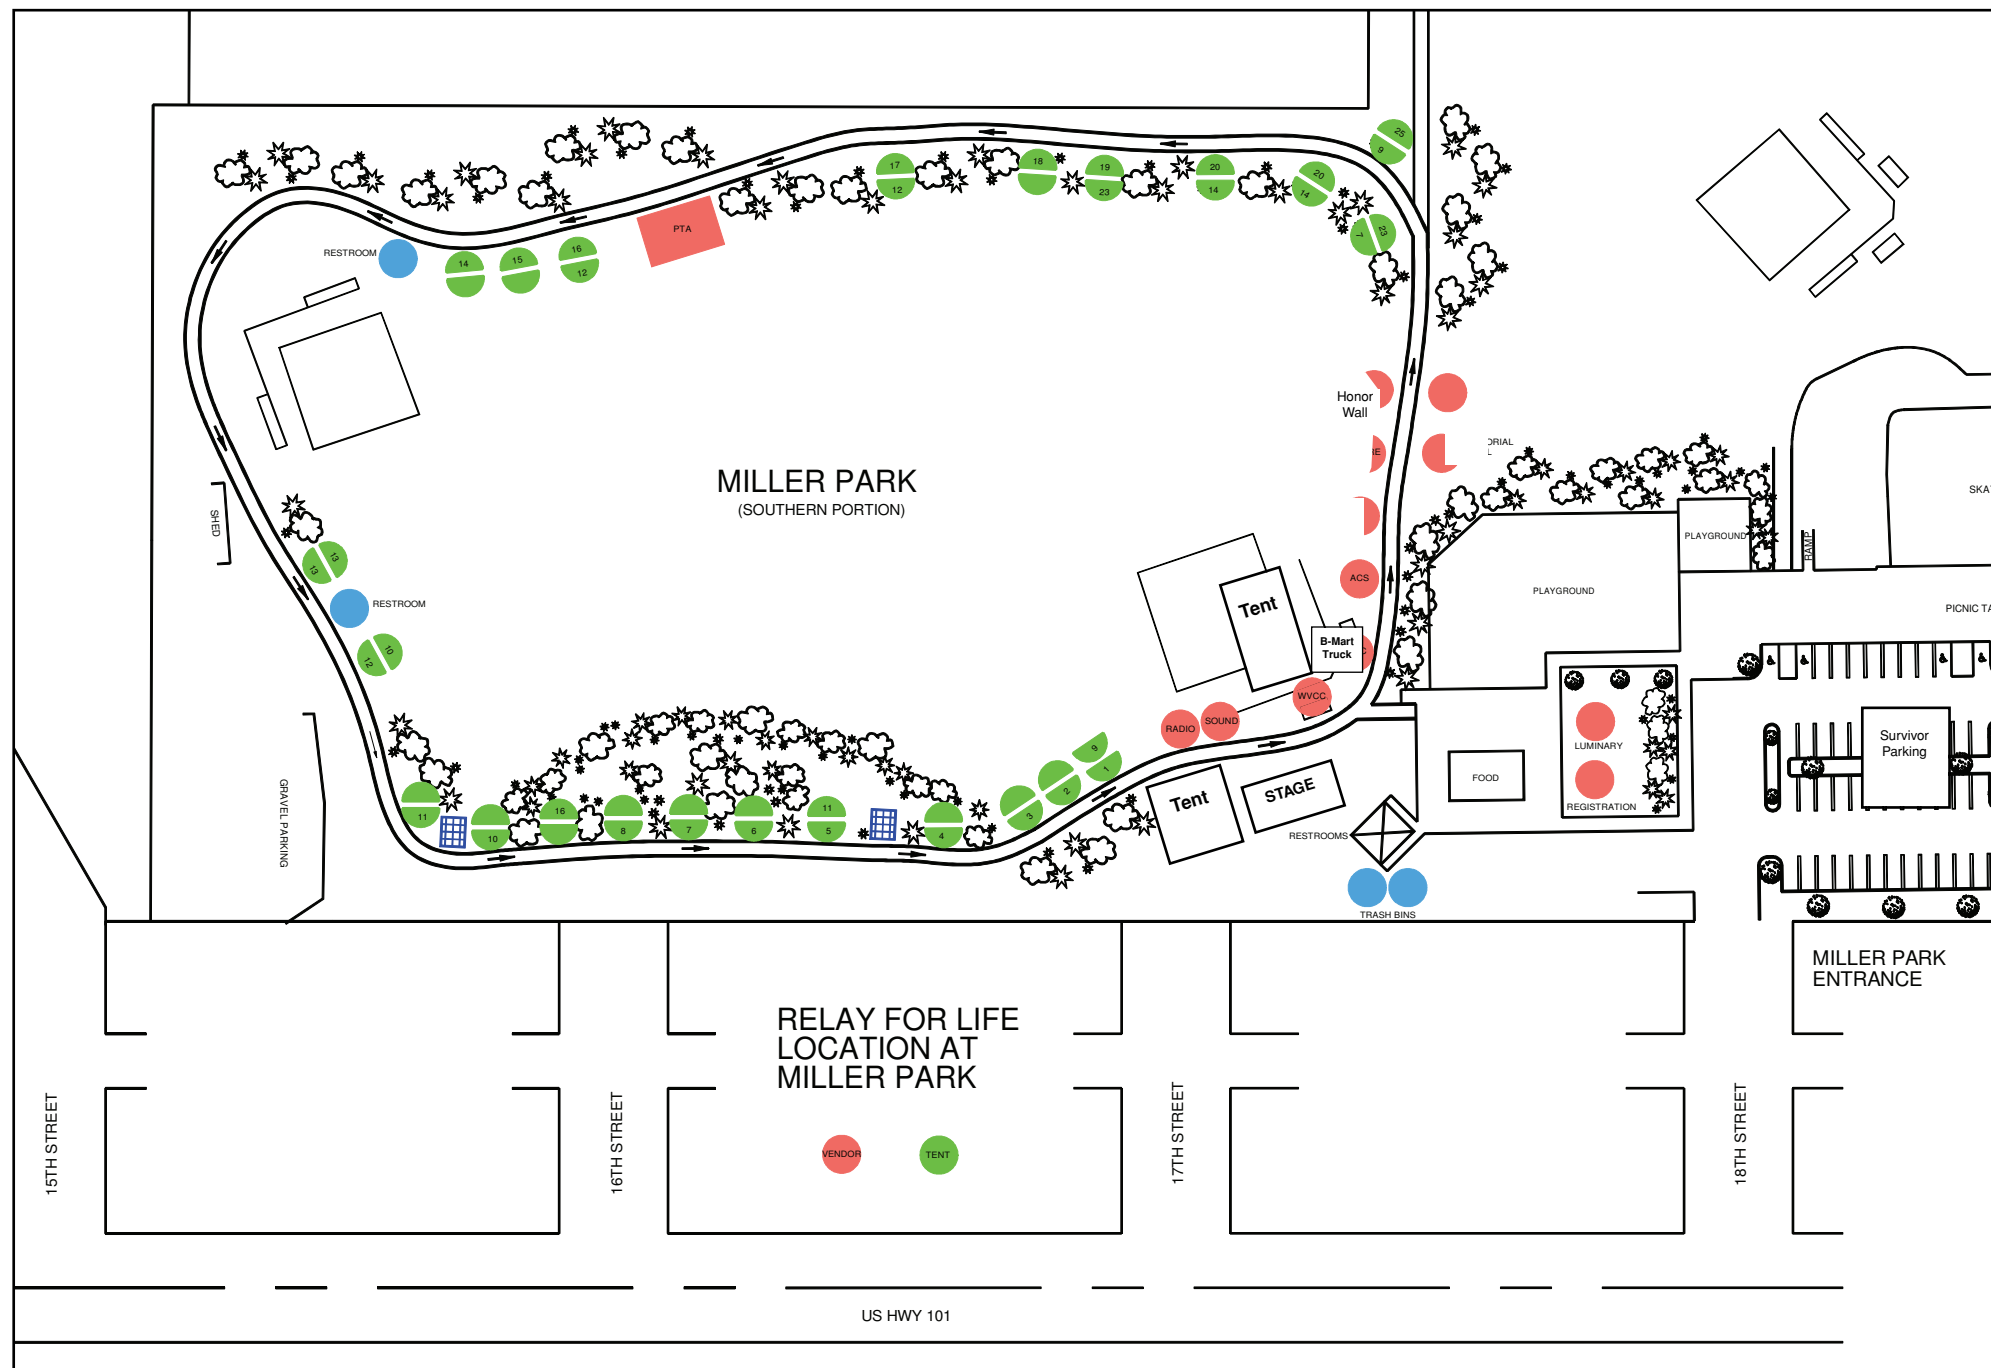 25
9
17
12
18
19
23
20
14
20
14
7
23
RESTROOM
14
15
16
12
PTA
Honor
Wall
RE
ORIAL
L
MILLER PARK
(SOUTHERN PORTION)
SHED
13
13
RESTROOM
10
12
Tent
B-Mart
Truck
C
ACS
WVCC
RADIO
SOUND
PLAYGROUND
PLAYGROUND
RAMP
SKA
PICNIC TA
LUMINARY
REGISTRATION
FOOD
Survivor
Parking
GRAVEL PARKING
11
10
16
8
7
6
11
5
4
3
2
9
1
Tent
STAGE
RESTROOMS
TRASH BINS
MILLER PARK
ENTRANCE
RELAY FOR LIFE
LOCATION AT
MILLER PARK
VENDOR
TENT
15TH STREET
16TH STREET
17TH STREET
18TH STREET
US HWY 101